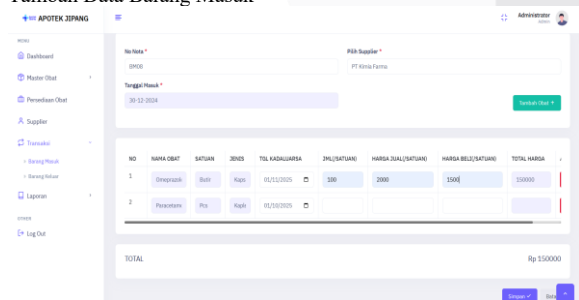 Tambah Data Barang Masuk
APOTEK JIPANG
Administrator
Admin
MENU
Dashboard
Master Obat
Persediaan Obat
Supplier
Transaksi
Barang Masuk
Barang Keluar
Laporan
OTHER
Log Out
No Nota *
Pilih Supplier *
BM08
PT Kimia Farma
Tanggal Masuk *
30-12-2024
Tambah Obat +
NO NAMA OBAT SATUAN JENIS TGL KADALUARSA JML(SATUAN) HARGA JUAL(SATUAN) HARGA BELI(SATUAN) TOTAL HARGA
1 Omeprazol Butir Kaps 01/11/2025 100 2000 1500 150000
2 Paracetamo Pcs Kapl 01/10/2025
TOTAL Rp 150000
Simpan ✓ Bata